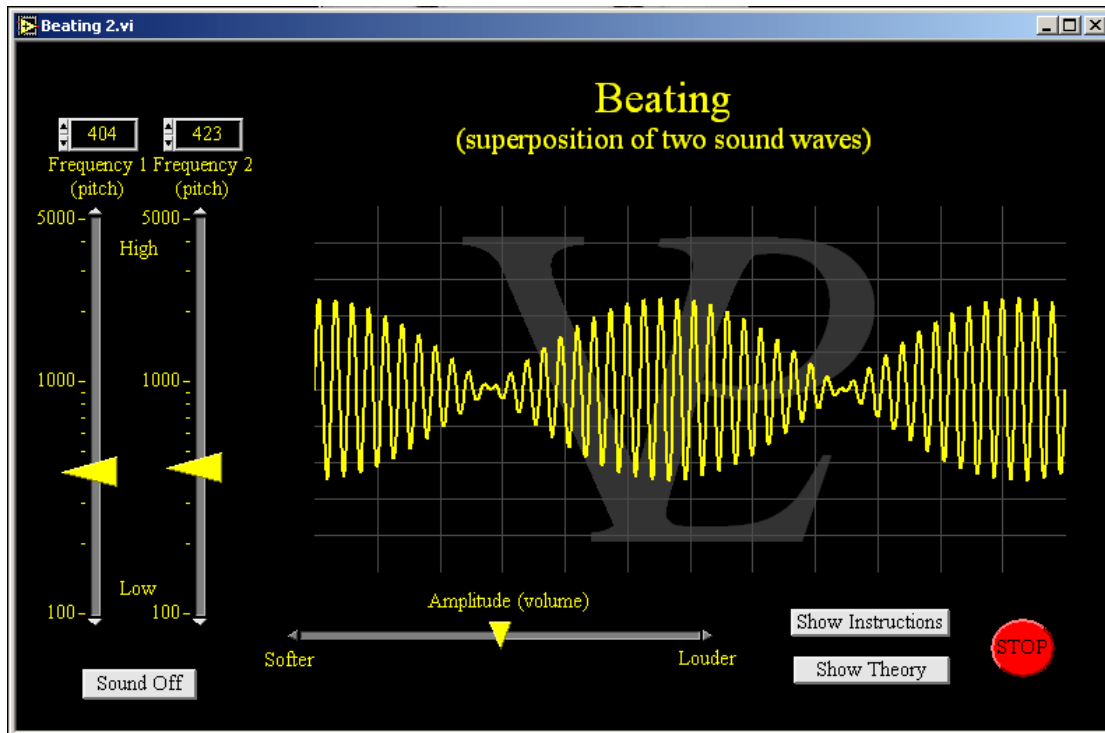 Beating 2.vi
Beating
(superposition of two sound waves)
404 423
Frequency 1 Frequency 2
(pitch) (pitch)
5000 5000
High
1000 1000
Low
100 100
Sound Off
Amplitude (volume)
Softer Louder
Show Instructions
Show Theory
STOP
VL